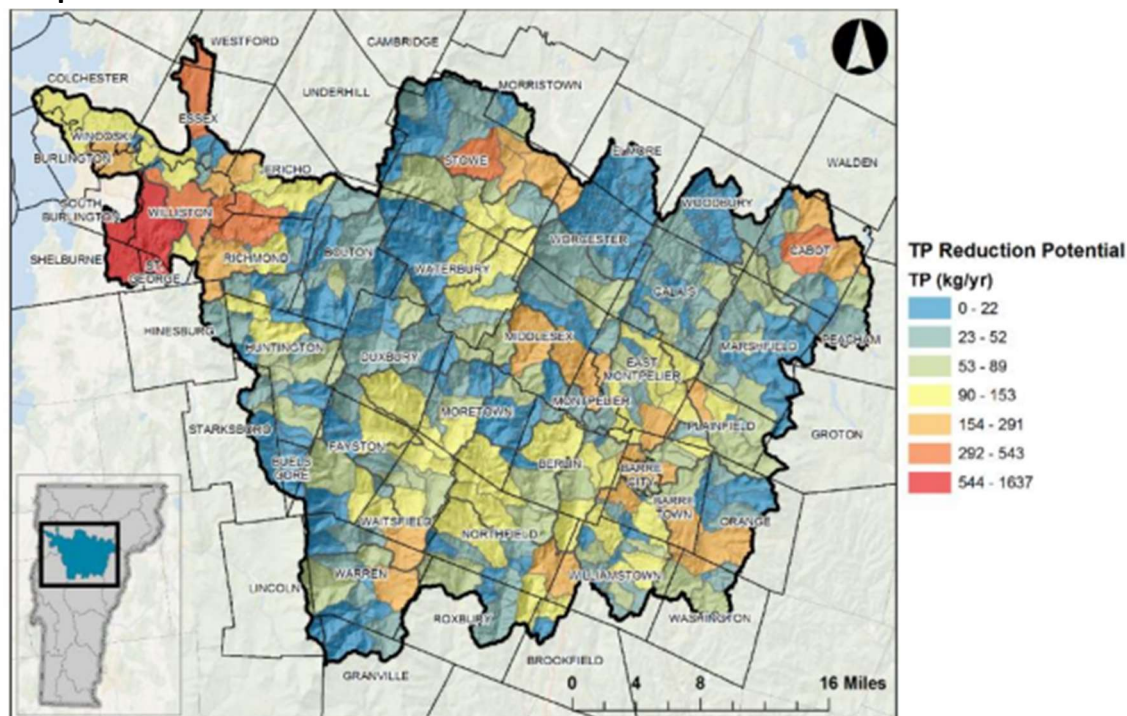 WESTFORD
CAMBRIDGE
COLCHESTER
MORRISTOWN
UNDERHILL
ESSEX
WINOOSKI
ELMORE
BURLINGTON
JERICHO
STOWE
WALDEN
SOUTH
BURLINGTON
WILLISTON
WOODBURY
WORCESTER
CABOT
SHELBURNE
ST.
GEORGE
RICHMOND
BOLTON
WATERBURY
CALAIS
HINESBURG
HUNTINGTON
DUXBURY
MIDDLESEX
MARSHFIELD
PEACHAM
EAST
MONTPELIER
MONTPELIER
MORETOWN
PLAINFIELD
STARKSBORO
FAYSTON
GROTON
BUELS
GORE
BERLIN
BARRE
CITY
BARRE
TOWN
WAITSFIELD
NORTHFIELD
ORANGE
LINCOLN
WARREN
WILLIAMSTOWN
ROXBURY
WASHINGTON
BROOKFIELD
GRANVILLE
0 4 8 16 Miles
TP Reduction Potential
TP (kg/yr)
0 - 22
23 - 52
53 - 89
90 - 153
154 - 291
292 - 543
544 - 1637